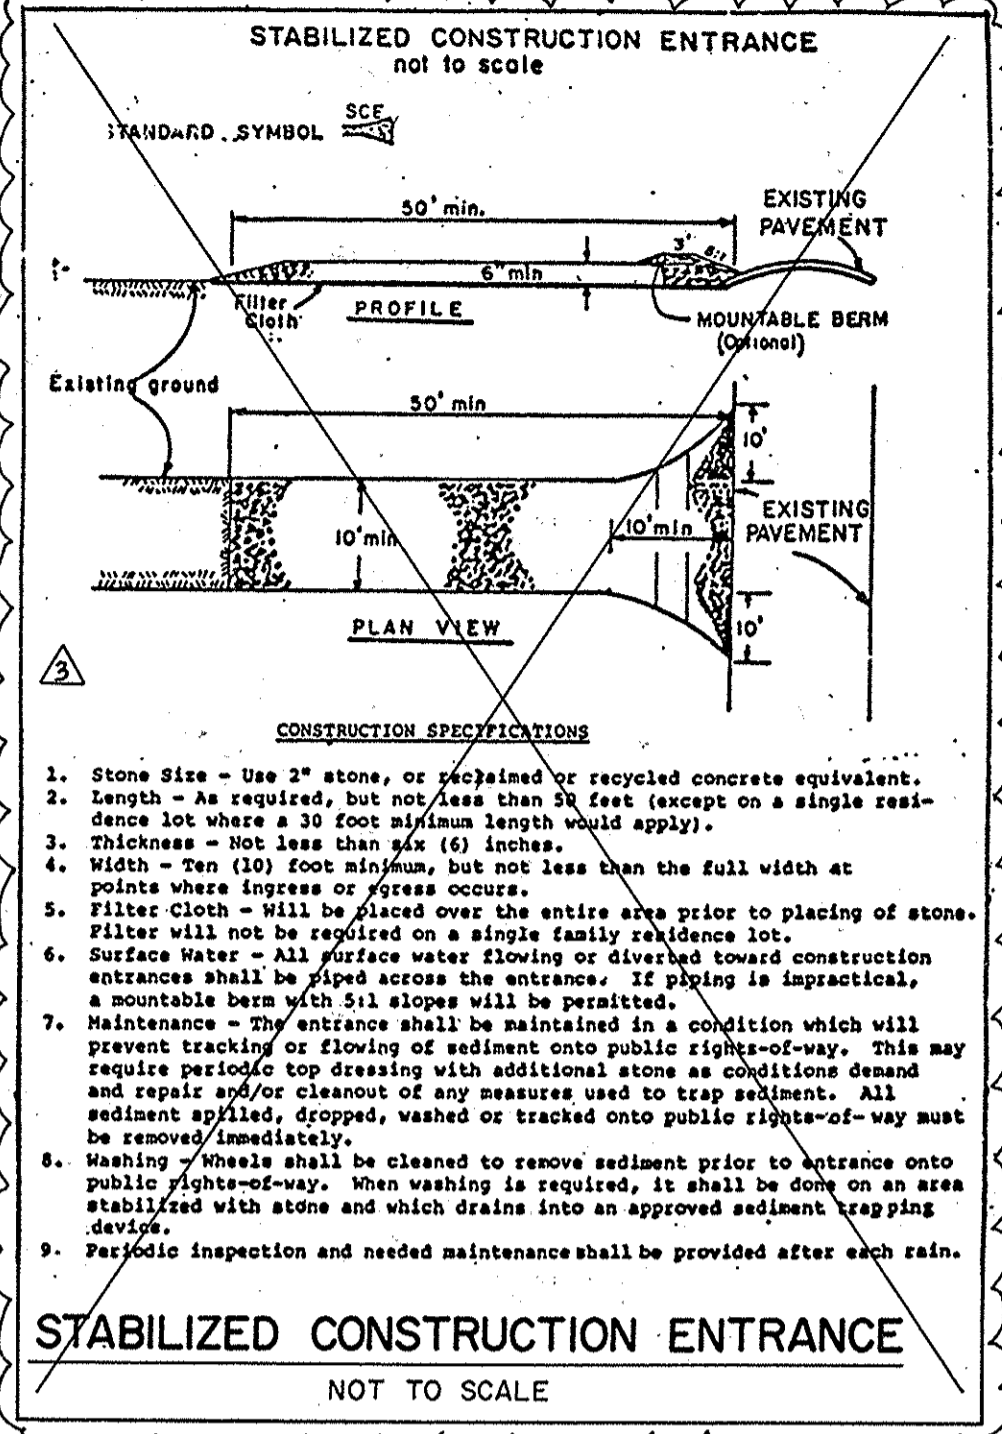 STABILIZED CONSTRUCTION ENTRANCE
not to scale
SCE
STANDARD SYMBOL
50' min.
EXISTING
PAVEMENT
3'
6" min
Filter
Cloth
PROFILE
MOUNTABLE BERM
(Optional)
Existing ground
50' min
10'
10' min
10' min
EXISTING
PAVEMENT
10'
PLAN VIEW
3
CONSTRUCTION SPECIFICATIONS
1. Stone Size - Use 2" stone, or reclaimed or recycled concrete equivalent.
2. Length - As required, but not less than 50 feet (except on a single resi-
dence lot where a 30 foot minimum length would apply).
3. Thickness - Not less than six (6) inches.
4. Width - Ten (10) foot minimum, but not less than the full width at
points where ingress or egress occurs.
5. Filter Cloth - Will be placed over the entire area prior to placing of stone.
Filter will not be required on a single family residence lot.
6. Surface Water - All surface water flowing or diverted toward construction
entrances shall be piped across the entrance. If piping is impractical,
a mountable berm with 5:1 slopes will be permitted.
7. Maintenance - The entrance shall be maintained in a condition which will
prevent tracking or flowing of sediment onto public rights-of-way. This may
require periodic top dressing with additional stone as conditions demand
and repair and/or cleanout of any measures used to trap sediment. All
sediment spilled, dropped, washed or tracked onto public rights-of-way must
be removed immediately.
8. Washing - Wheels shall be cleaned to remove sediment prior to entrance onto
public rights-of-way. When washing is required, it shall be done on an area
stabilized with stone and which drains into an approved sediment trapping
device.
9. Periodic inspection and needed maintenance shall be provided after each rain.
STABILIZED CONSTRUCTION ENTRANCE
NOT TO SCALE